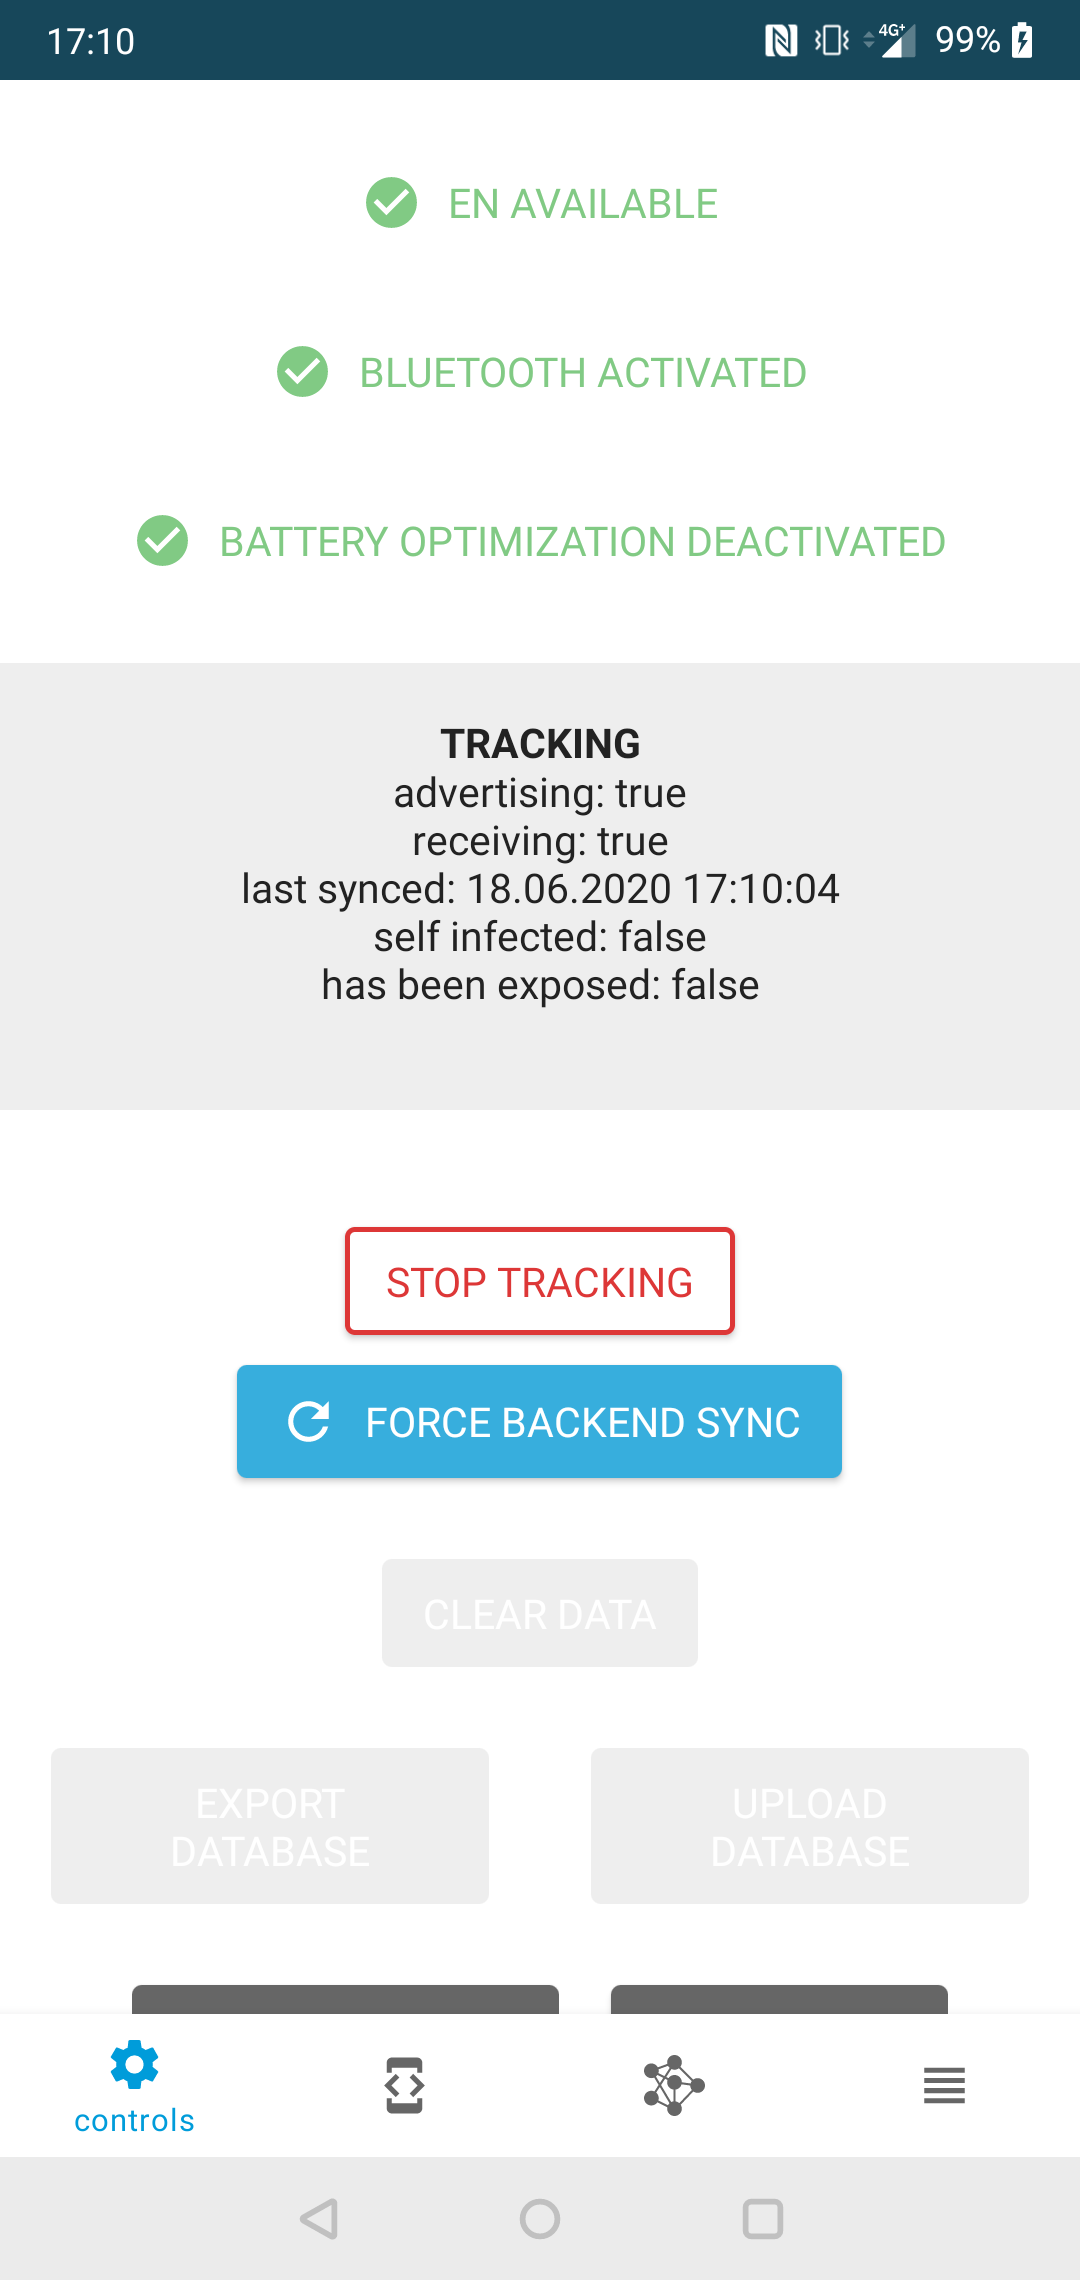 17:10
4G+ 99%
EN AVAILABLE
BLUETOOTH ACTIVATED
BATTERY OPTIMIZATION DEACTIVATED
TRACKING
advertising: true
receiving: true
last synced: 18.06.2020 17:10:04
self infected: false
has been exposed: false
STOP TRACKING
FORCE BACKEND SYNC
CLEAR DATA
EXPORT
DATABASE
UPLOAD
DATABASE
controls